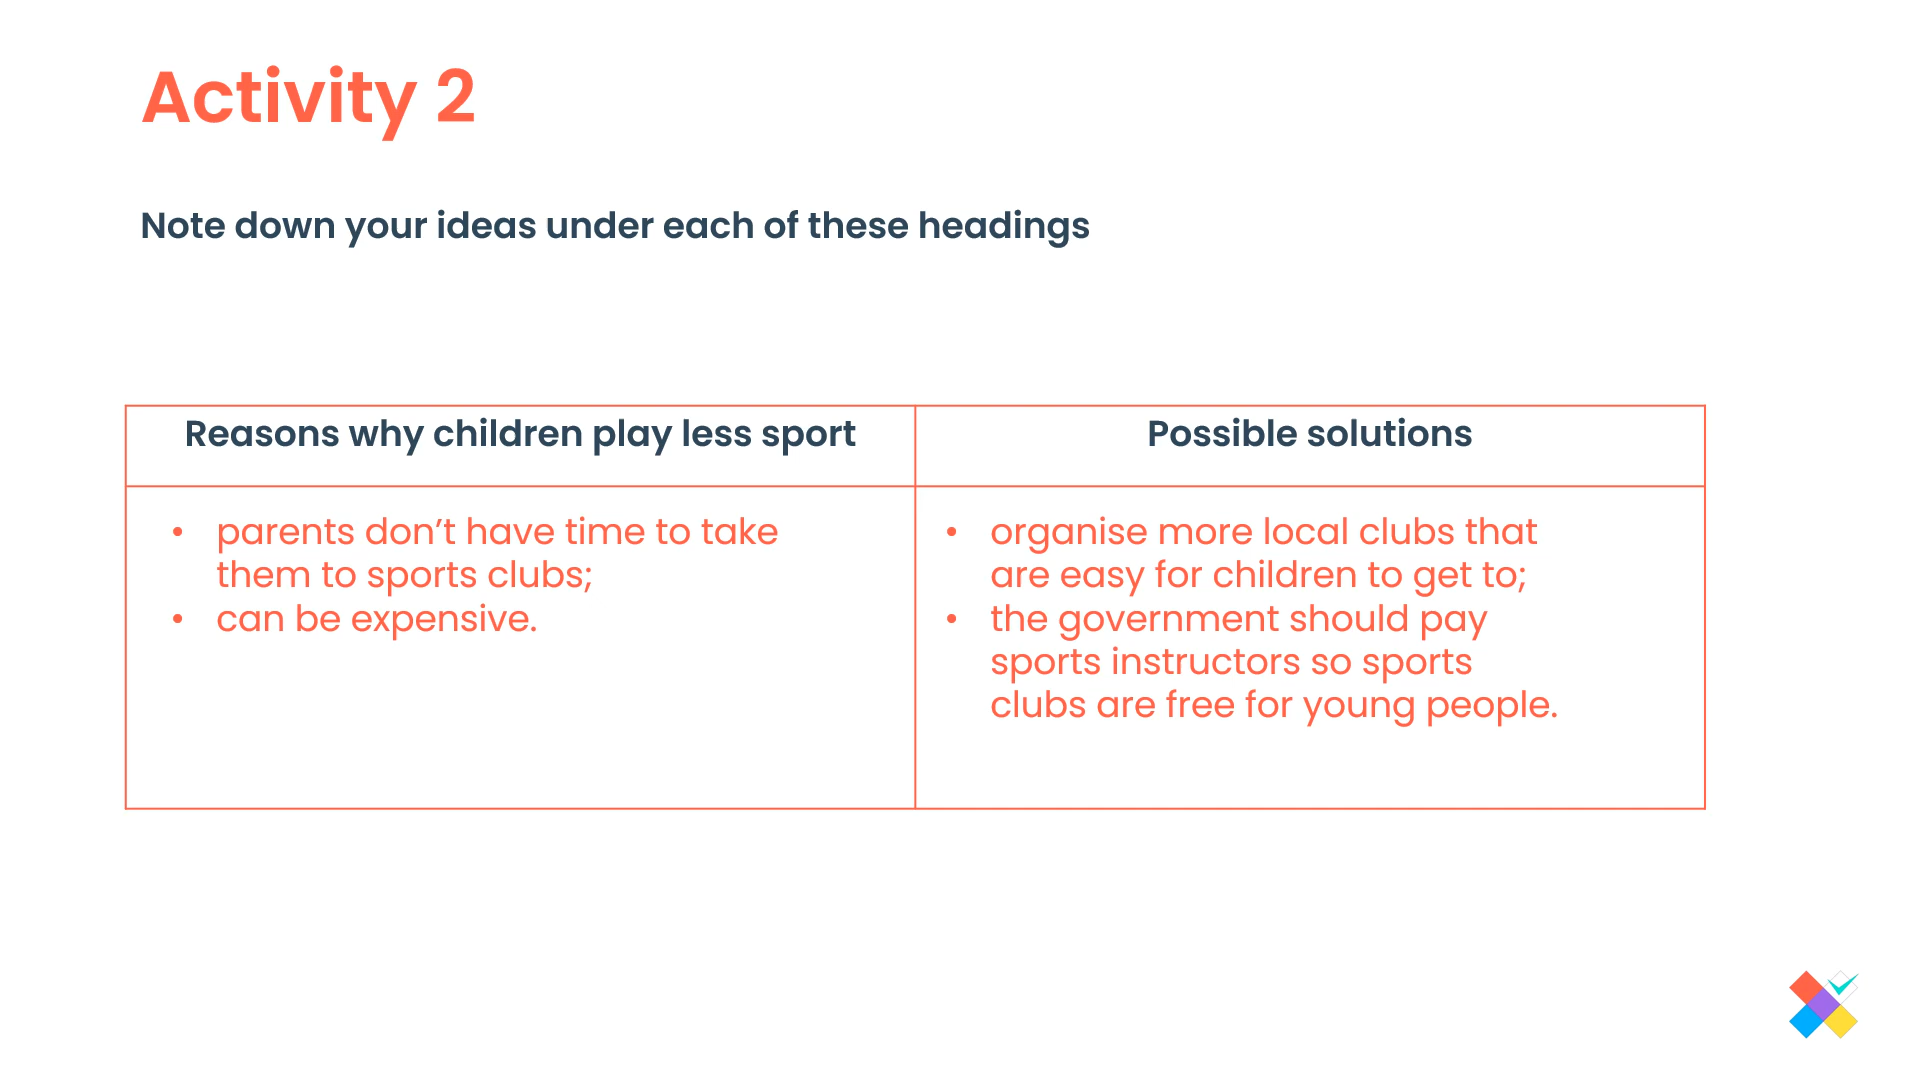 Activity 2
Note down your ideas under each of these headings
Reasons why children play less sport
• parents don’t have time to take
them to sports clubs;
• can be expensive.
Possible solutions
• organise more local clubs that
are easy for children to get to;
• the government should pay
sports instructors so sports
clubs are free for young people.